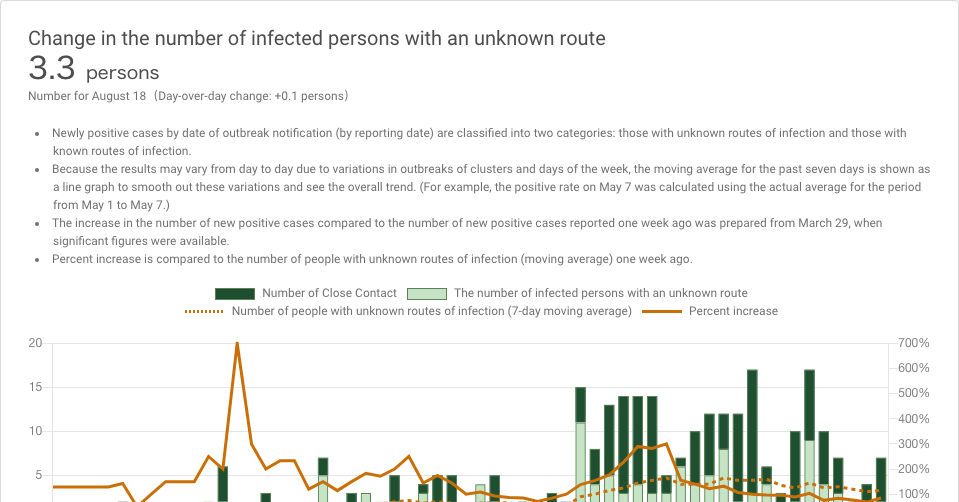 Change in the number of infected persons with an unknown route
3.3 persons
Number for August 18 (Day-over-day change: +0.1 persons)
• Newly positive cases by date of outbreak notification (by reporting date) are classified into two categories: those with unknown routes of infection and those with
known routes of infection.
• Because the results may vary from day to day due to variations in outbreaks of clusters and days of the week, the moving average for the past seven days is shown as
a line graph to smooth out these variations and see the overall trend. (For example, the positive rate on May 7 was calculated using the actual average for the period
from May 1 to May 7.)
• The increase in the number of new positive cases compared to the number of new positive cases reported one week ago was prepared from March 29, when
significant figures were available.
• Percent increase is compared to the number of people with unknown routes of infection (moving average) one week ago.
Number of Close Contact The number of infected persons with an unknown route
Number of people with unknown routes of infection (7-day moving average) Percent increase
20 700%
600%
15 500%
400%
10 300%
5 200%
100%